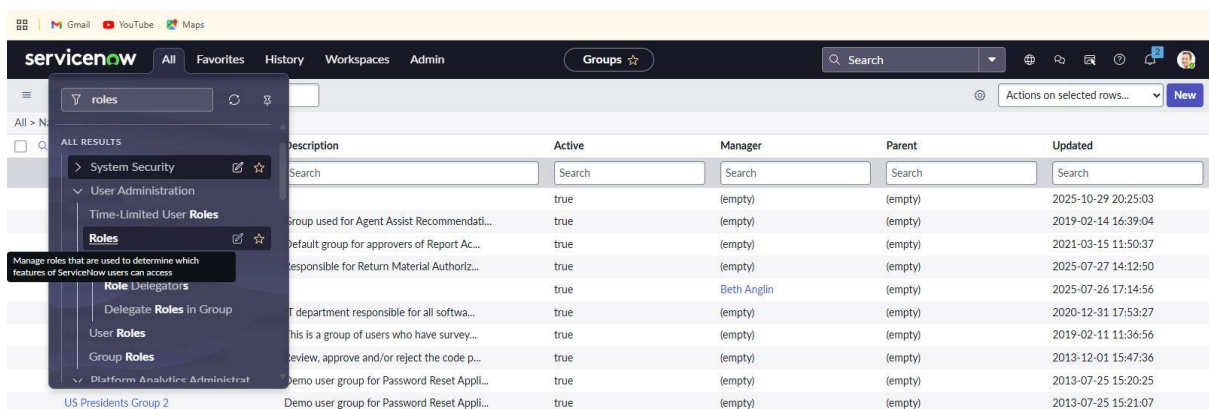 Gmail YouTube Maps
servicenow All Favorites History Workspaces Admin Groups Search 2
roles Actions on selected rows... New
All > Na
ALL RESULTS
System Security
User Administration
Time-Limited User Roles
Roles
Manage roles that are used to determine which
features of ServiceNow users can access
Role Delegators
Delegate Roles in Group
User Roles
Group Roles
Platform Analytics Administrat
Description Active Manager Parent Updated
Search Search Search Search Search
true (empty) (empty) 2025-10-29 20:25:03
Group used for Agent Assist Recommendati... true (empty) (empty) 2019-02-14 16:39:04
Default group for approvers of Report Ac... true (empty) (empty) 2021-03-15 11:50:37
Responsible for Return Material Authoriz... true (empty) (empty) 2025-07-27 14:12:50
true Beth Anglin (empty) 2025-07-26 17:14:56
IT department responsible for all softwa... true (empty) (empty) 2020-12-31 17:53:27
This is a group of users who have survey... true (empty) (empty) 2019-02-11 11:36:56
Review, approve and/or reject the code p... true (empty) (empty) 2013-12-01 15:47:36
Demo user group for Password Reset Appli... true (empty) (empty) 2013-07-25 15:20:25
US Presidents Group 2 Demo user group for Password Reset Appli... true (empty) (empty) 2013-07-25 15:21:07